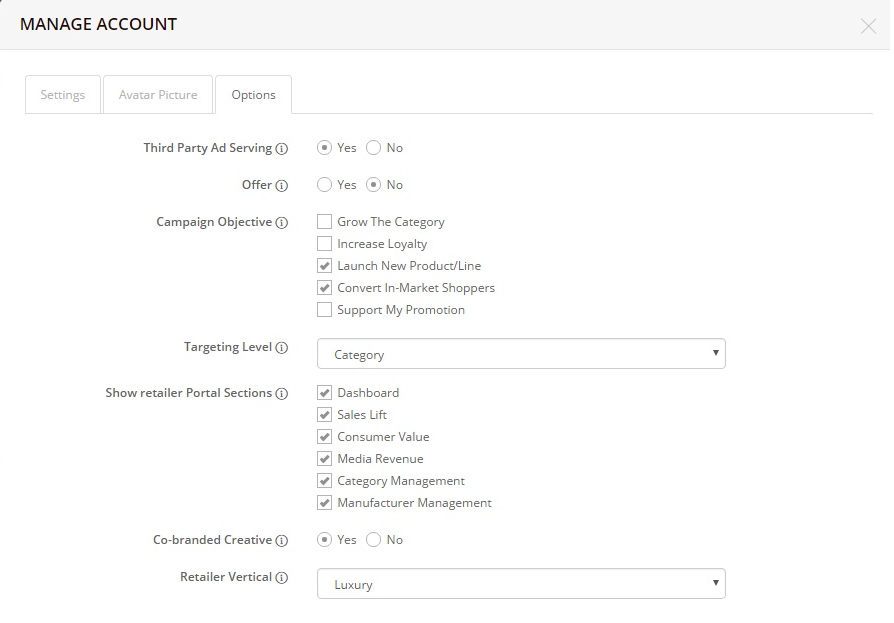 MANAGE ACCOUNT
Settings Avatar Picture Options
Third Party Ad Serving Yes No
Offer Yes No
Campaign Objective Grow The Category
Increase Loyalty
Launch New Product/Line
Convert In-Market Shoppers
Support My Promotion
Targeting Level Category
Show retailer Portal Sections Dashboard
Sales Lift
Consumer Value
Media Revenue
Category Management
Manufacturer Management
Co-branded Creative Yes No
Retailer Vertical Luxury